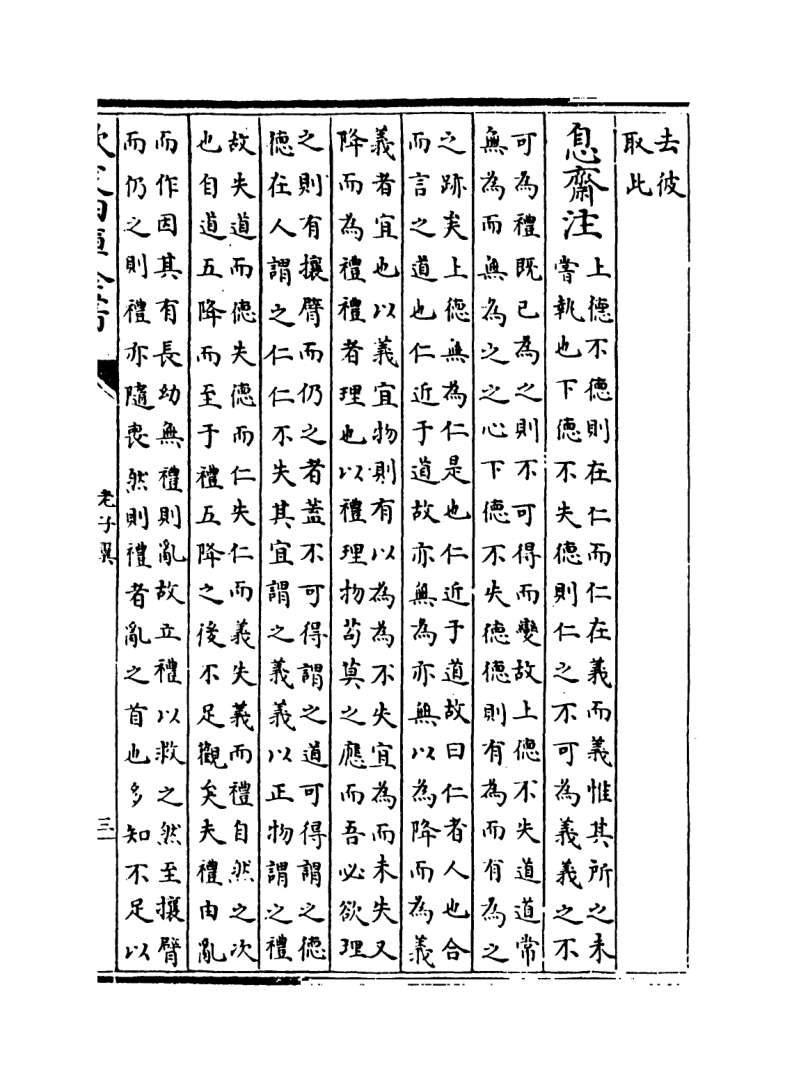 去彼
取此
息齋注
上德不德則在仁而仁在義而義惟其所之未
嘗執也下德不失德則仁之不可為義義之不
可為禮既已為之則不可得而變故上德不失道道常
無為而無為之之心下德不失德德則有為而有為之
之跡矣上德無為仁是也仁近于道故曰仁者人也合
而言之道也仁近于道故亦無為亦無以為降而為義
義者宜也以義宜物則有以為為不失宜為而未失又
降而為禮禮者理也以禮理物苟莫之應而吾必欲理
之則有攘臂而仍之者蓋不可得謂之道可得謂之德
德在人謂之仁仁不失其宜謂之義義以正物謂之禮
故失道而德失德而仁失仁而義失義而禮自然之次
也自道五降而至于禮五降之後不足觀矣夫禮由亂
而作因其有長幼無禮則亂故立禮以救之然至攘臂
而仍之則禮亦隨喪然則禮者亂之首也多知不足以
欽定四庫全書
老子翼
三